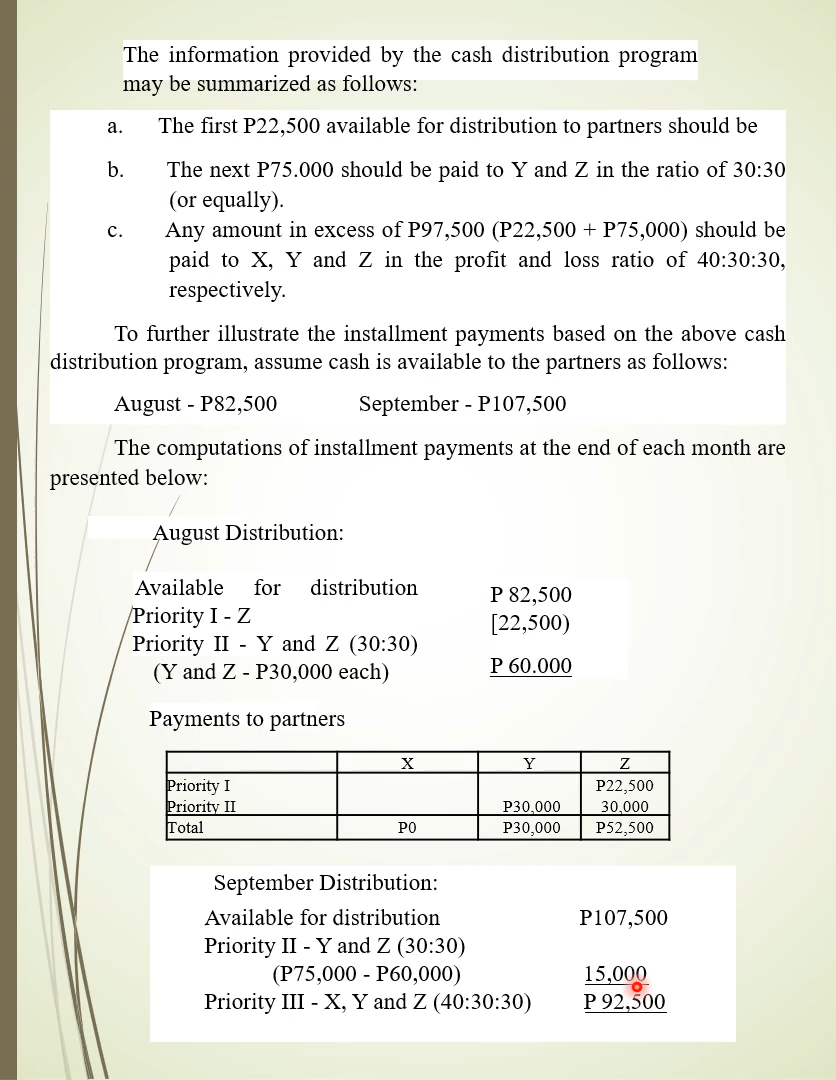 The information provided by the cash distribution program
may be summarized as follows:
a. The first P22,500 available for distribution to partners should be
b. The next P75.000 should be paid to Y and Z in the ratio of 30:30
(or equally).
c. Any amount in excess of P97,500 (P22,500 + P75,000) should be
paid to X, Y and Z in the profit and loss ratio of 40:30:30,
respectively.
To further illustrate the installment payments based on the above cash
distribution program, assume cash is available to the partners as follows:
August - P82,500 September - P107,500
The computations of installment payments at the end of each month are
presented below:
August Distribution:
Available for distribution P 82,500
Priority I - Z [22,500)
Priority II - Y and Z (30:30)
(Y and Z - P30,000 each) P 60.000
Payments to partners
X Y Z
Priority I P22,500
Priority II P30,000 30,000
Total P0 P30,000 P52,500
September Distribution:
Available for distribution P107,500
Priority II - Y and Z (30:30)
(P75,000 - P60,000) 15,000
Priority III - X, Y and Z (40:30:30) P 92,500